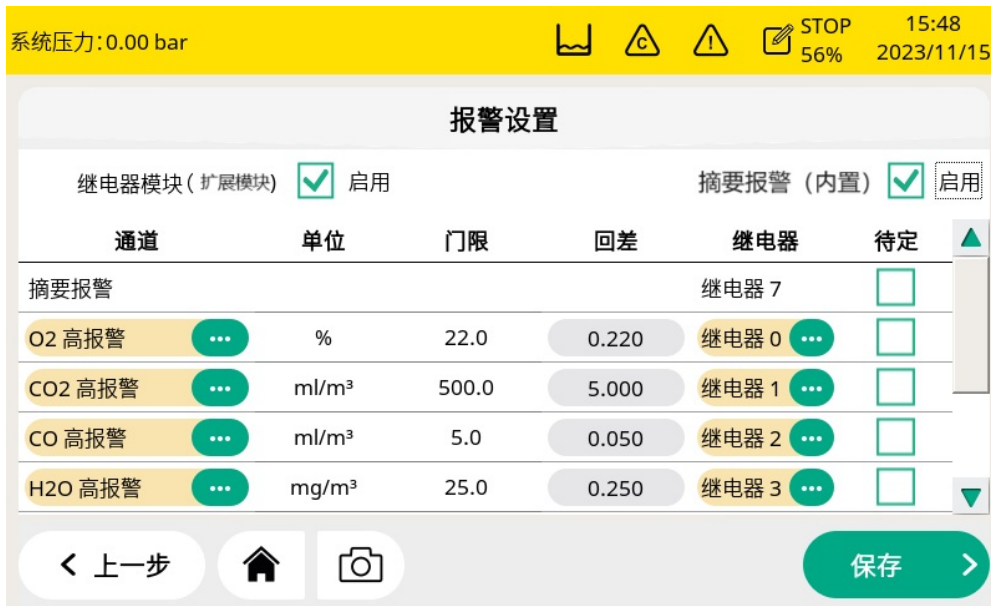 系统压力：0.00 bar
STOP
56%
15:48
2023/11/15
报警设置
继电器模块( 扩展模块) 启用
摘要报警（内置） 启用
通道 单位 门限 回差 继电器 待定
摘要报警 继电器 7
O2 高报警 ... % 22.0 0.220 继电器 0 ...
CO2 高报警 ... ml/m³ 500.0 5.000 继电器 1 ...
CO 高报警 ... ml/m³ 5.0 0.050 继电器 2 ...
H2O 高报警 ... mg/m³ 25.0 0.250 继电器 3 ...
上一步
保存